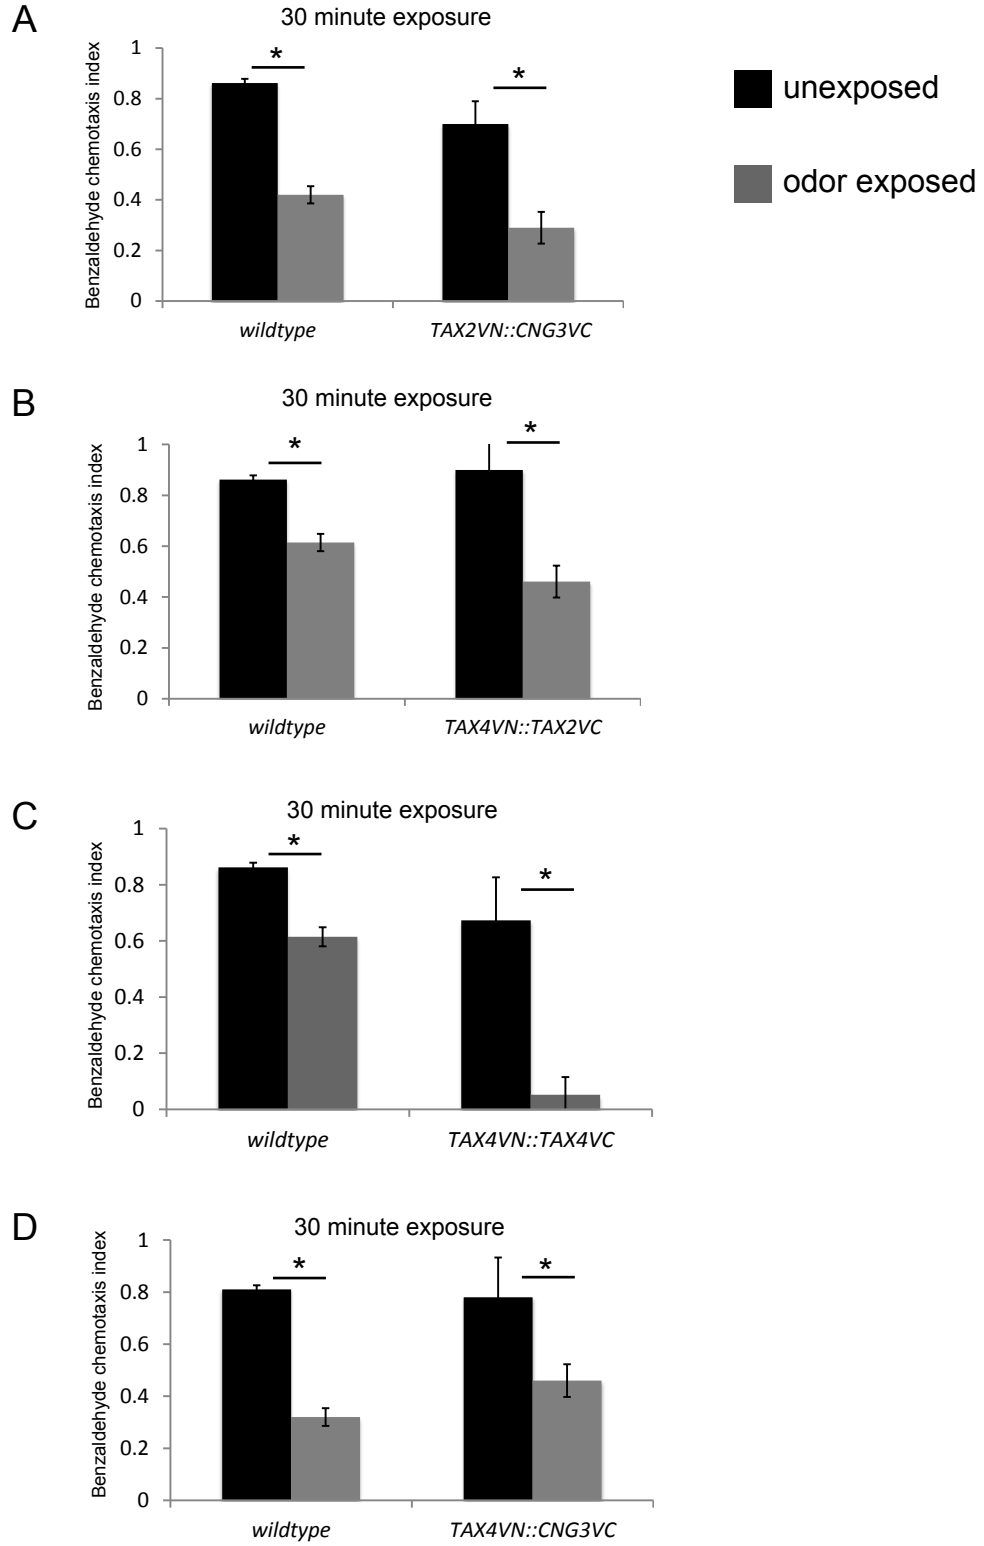 A
30 minute exposure
Benzaldehyde chemotaxis index
1
0.8
0.6
0.4
0.2
0
*
*
wildtype
TAX2VN::CNG3VC
unexposed
odor exposed
B
30 minute exposure
Benzaldehyde chemotaxis index
1
0.8
0.6
0.4
0.2
0
*
*
wildtype
TAX4VN::TAX2VC
C
30 minute exposure
Benzaldehyde chemotaxis index
1
0.8
0.6
0.4
0.2
0
*
*
wildtype
TAX4VN::TAX4VC
D
30 minute exposure
Benzaldehyde chemotaxis index
1
0.8
0.6
0.4
0.2
0
*
*
wildtype
TAX4VN::CNG3VC